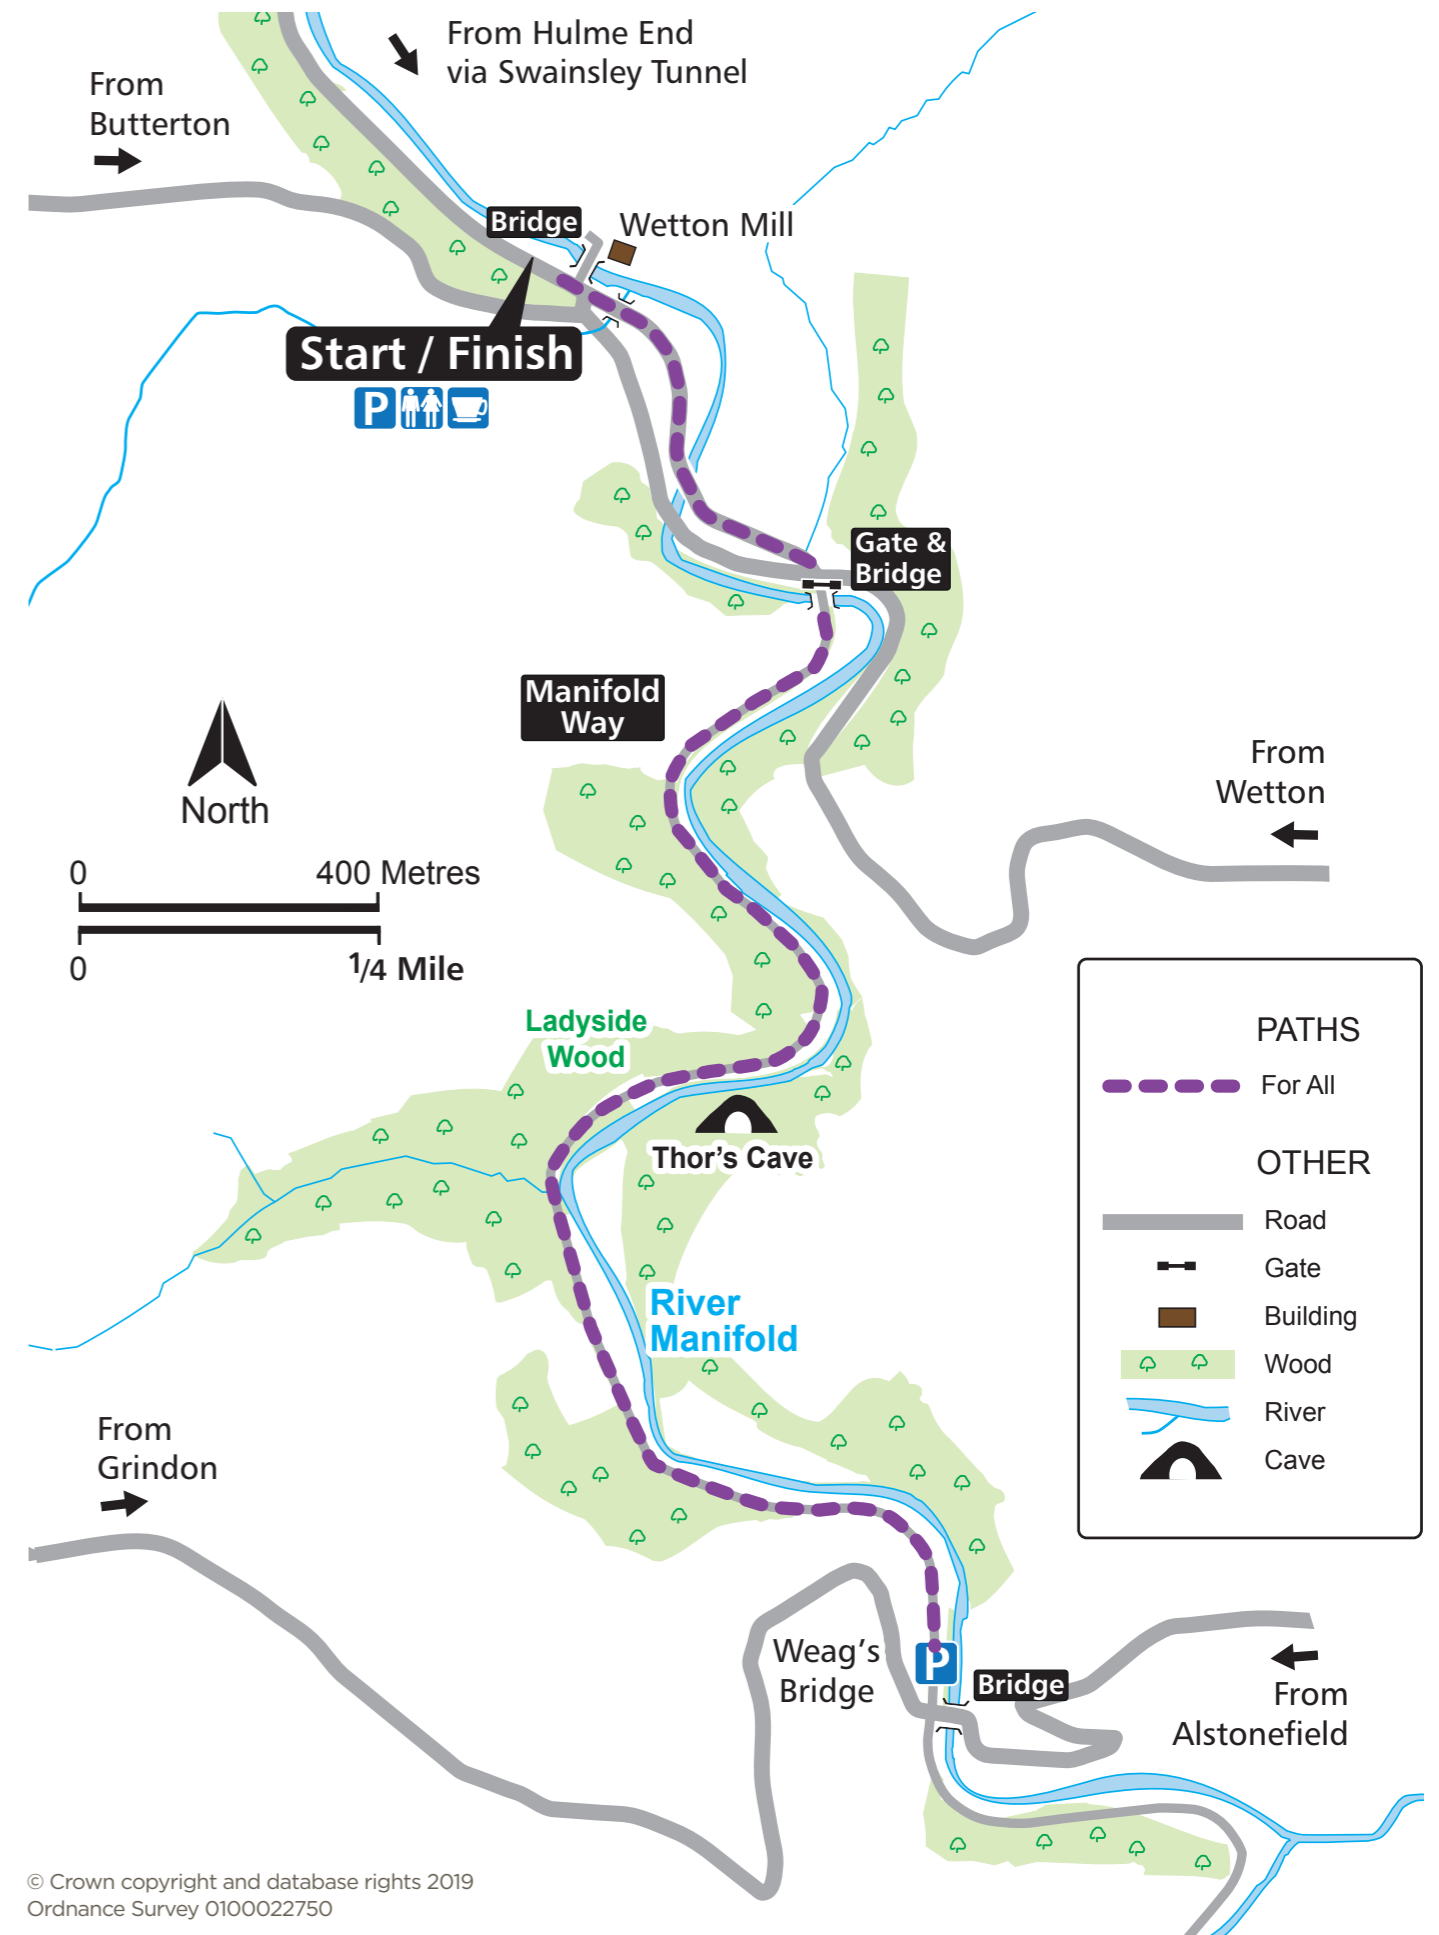 From Hulme End
via Swainsley Tunnel
From
Butterton
Bridge
Wetton Mill
Start / Finish
P
Gate &
Bridge
Manifold
Way
North
From
Wetton
0
400 Metres
0
1/4 Mile
Ladyside
Wood
Thor's Cave
River
Manifold
PATHS
For All
OTHER
Road
Gate
Building
Wood
River
Cave
From
Grindon
Weag's
Bridge
P
Bridge
From
Alstonefield
© Crown copyright and database rights 2019
Ordnance Survey 0100022750